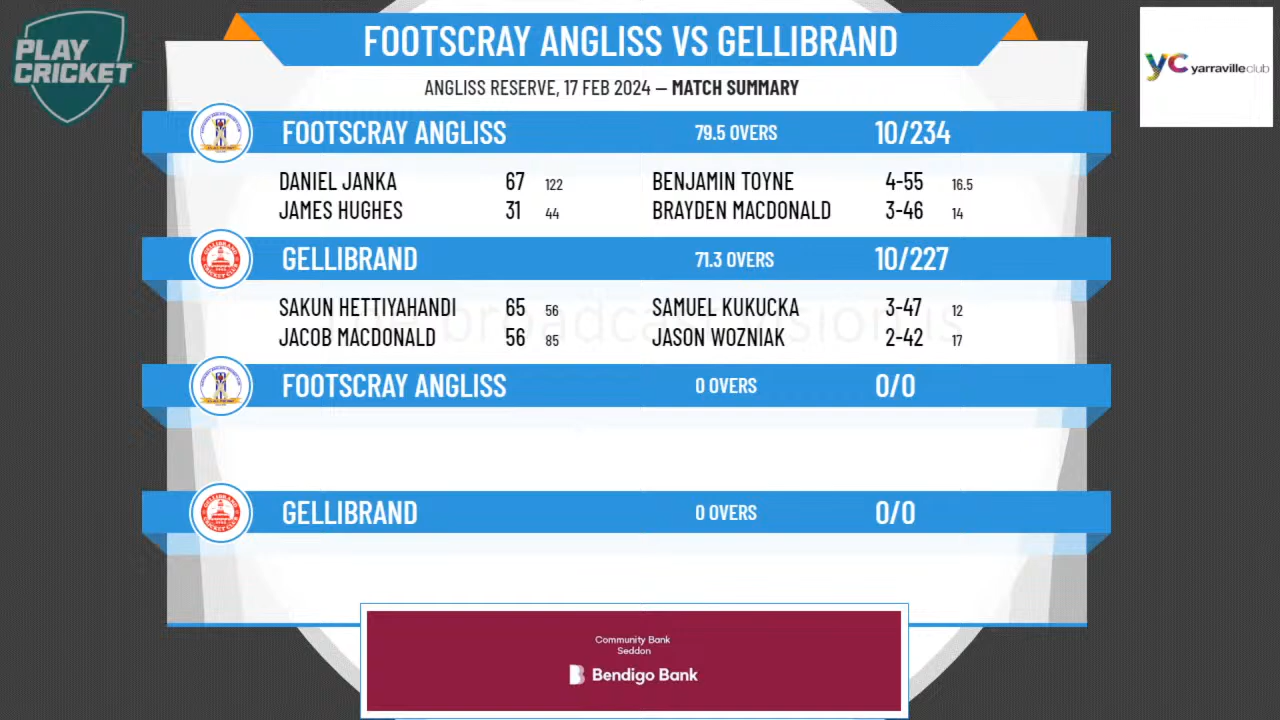 PLAY CRICKET
FOOTSCRAY ANGLISS VS GELLIBRAND
yc yarravilleclub
ANGLISS RESERVE, 17 FEB 2024 – MATCH SUMMARY
FOOTSCRAY ANGLISS 79.5 OVERS 10/234
DANIEL JANKA 67 122 BENJAMIN TOYNE 4-55 16.5
JAMES HUGHES 31 44 BRAYDEN MACDONALD 3-46 14
GELLIBRAND 71.3 OVERS 10/227
SAKUN HETTIYAHANDI 65 56 SAMUEL KUKUCKA 3-47 12
JACOB MACDONALD 56 85 JASON WOZNIAK 2-42 17
FOOTSCRAY ANGLISS 0 OVERS 0/0
GELLIBRAND 0 OVERS 0/0
Community Bank
Seddon
Bendigo Bank